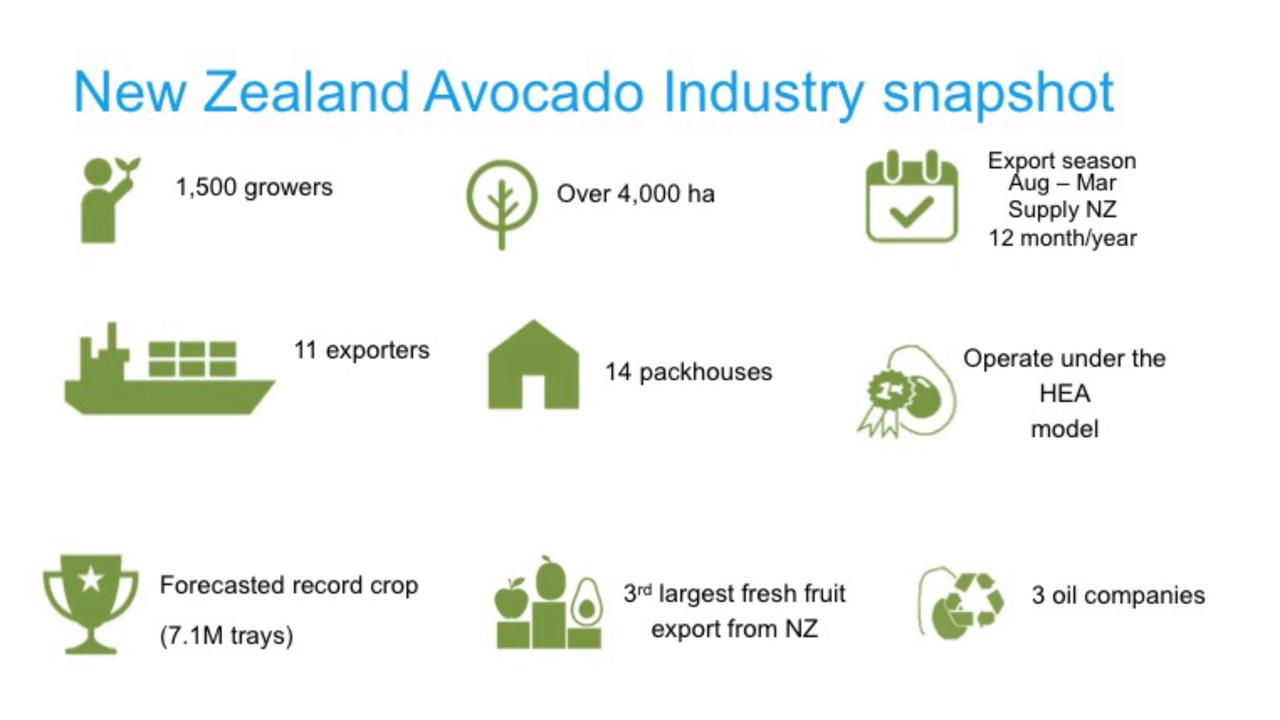 New Zealand Avocado Industry snapshot
1,500 growers
Over 4,000 ha
Export season
Aug – Mar
Supply NZ
12 month/year
11 exporters
14 packhouses
1st
Operate under the
HEA
model
Forecasted record crop
(7.1M trays)
3rd largest fresh fruit
export from NZ
3 oil companies